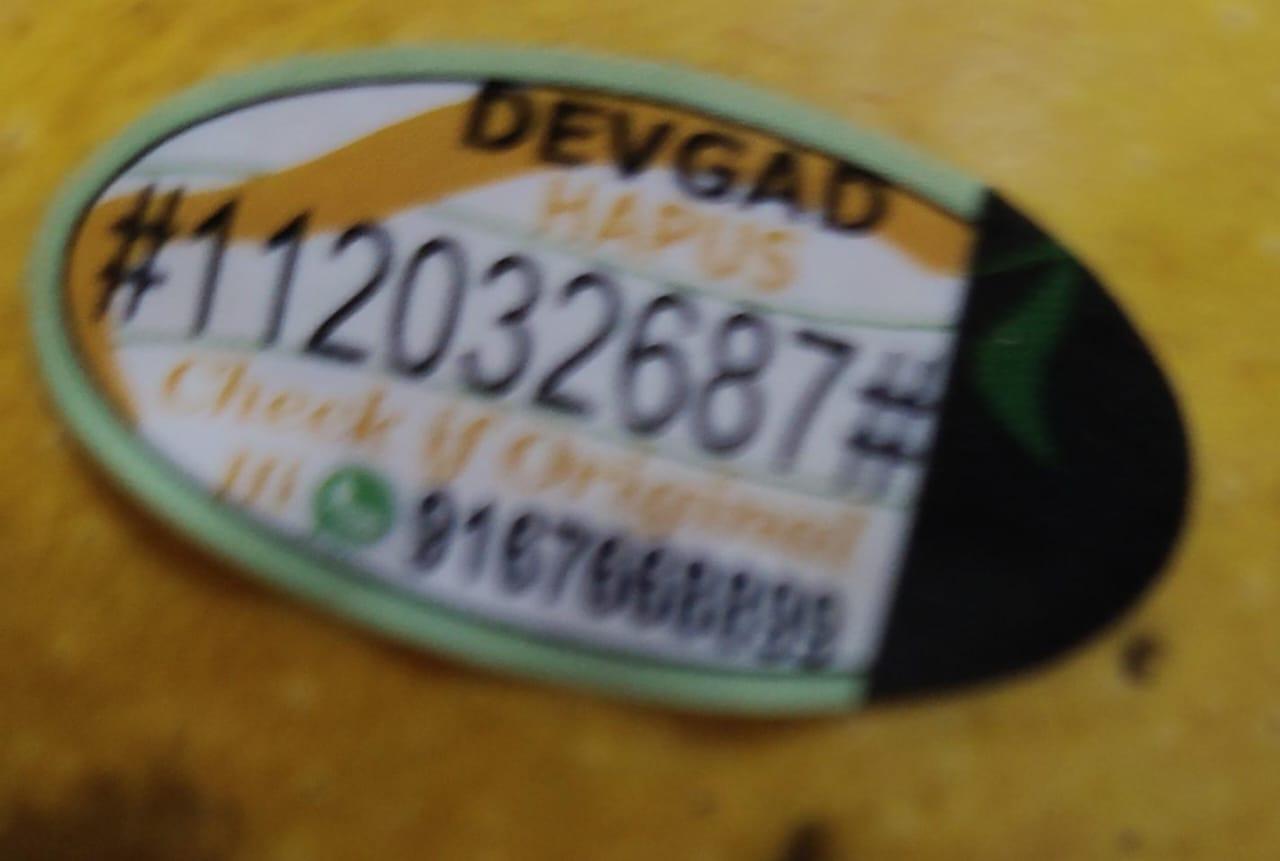 DEVGAD
HAPUS
#112032687#
Check if Original